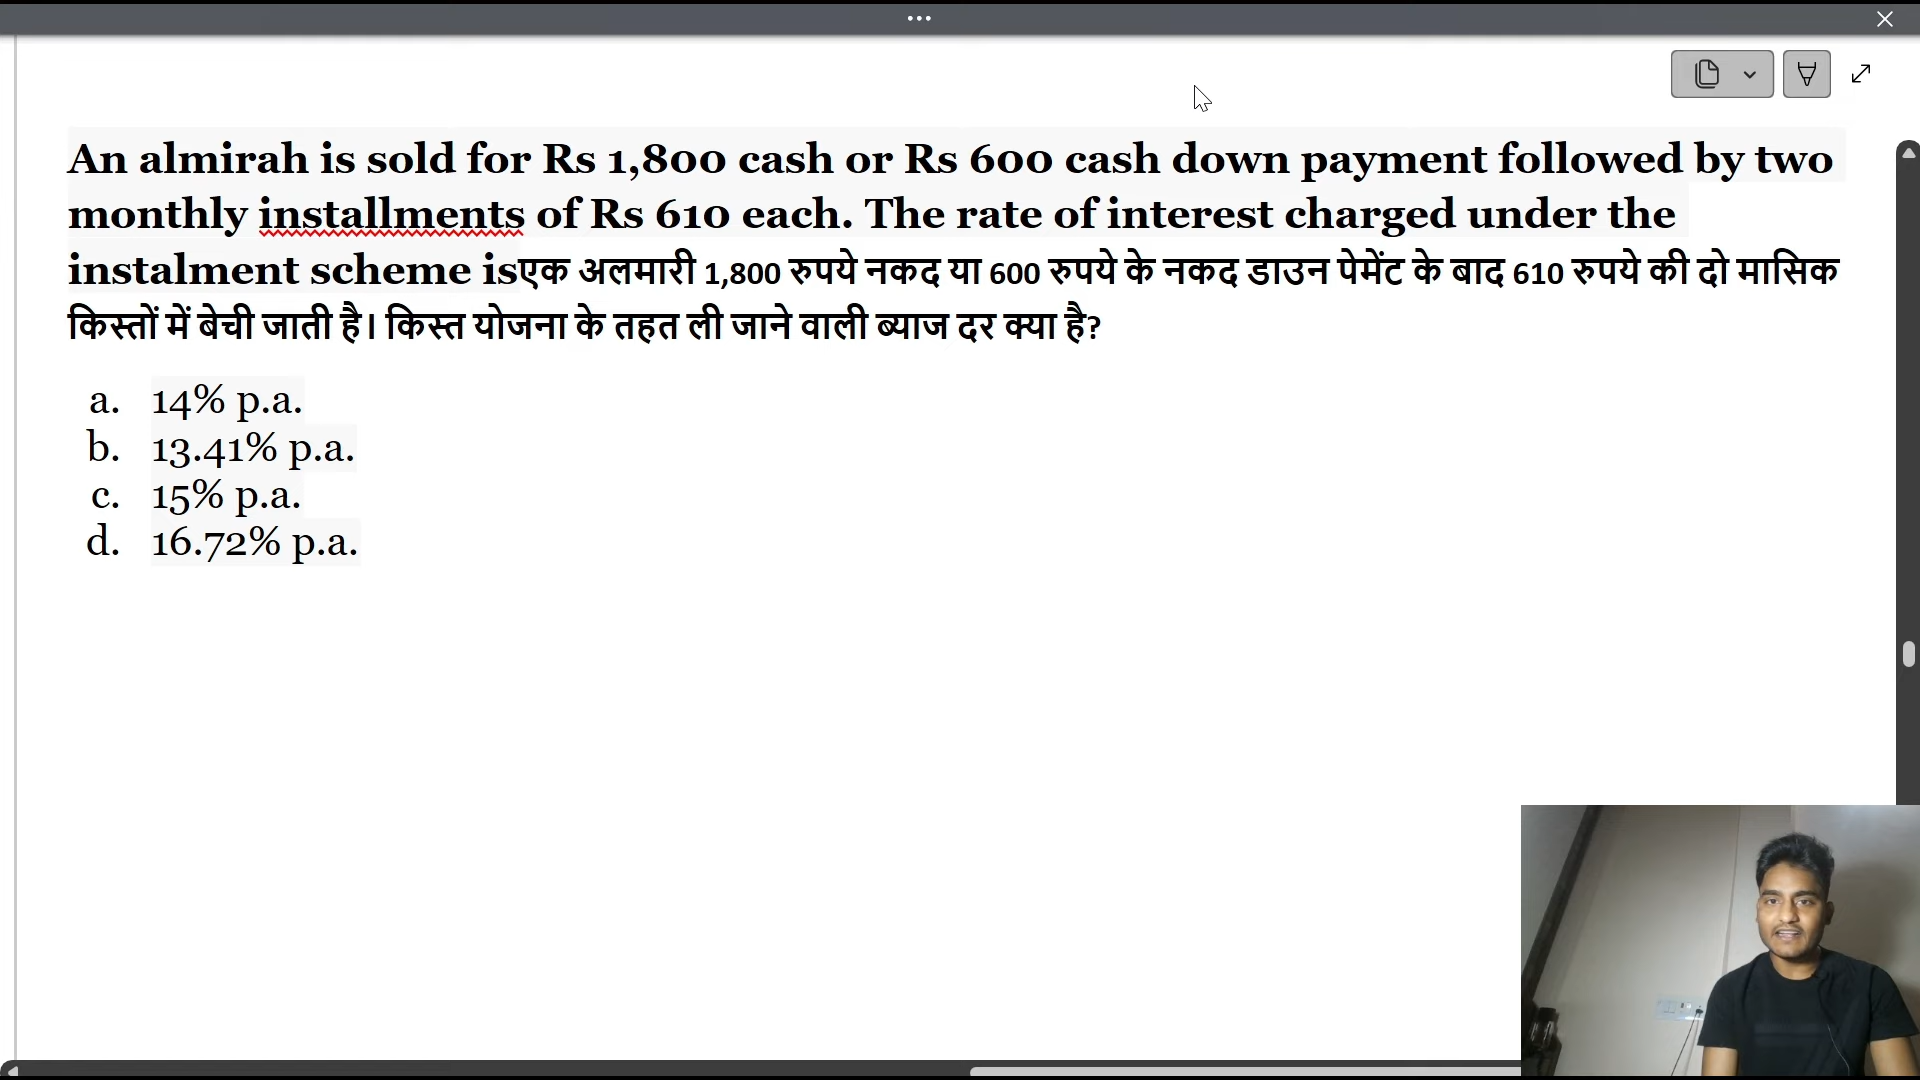 An almirah is sold for Rs 1,800 cash or Rs 600 cash down payment followed by two
monthly installments of Rs 610 each. The rate of interest charged under the
instalment scheme isएक अलमारी 1,800 रुपये नकद या 600 रुपये के नकद डाउन पेमेंट के बाद 610 रुपये की दो मासिक
किस्तों में बेची जाती है। किस्त योजना के तहत ली जाने वाली ब्याज दर क्या है?
a. 14% p.a.
b. 13.41% p.a.
c. 15% p.a.
d. 16.72% p.a.